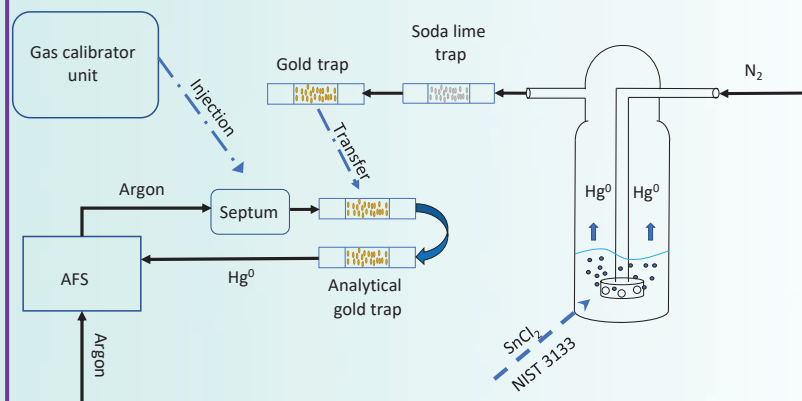 Gas calibrator
unit
Injection
Gold trap
Soda lime
trap
N₂
Transfer
Argon
Septum
Hg⁰
Hg⁰
AFS
Hg⁰
Analytical
gold trap
Argon
SnCl₂
NIST 3133